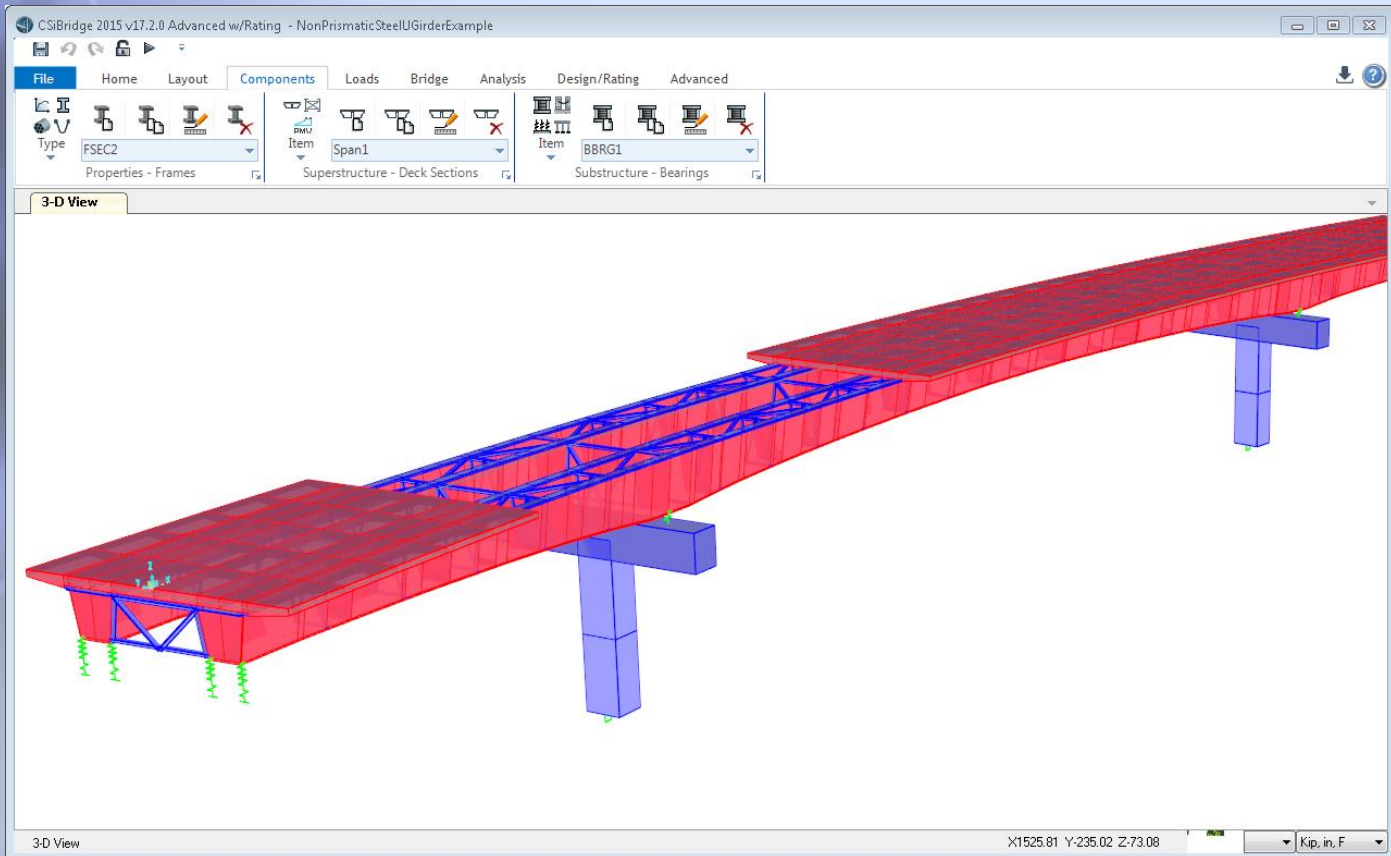 CSiBridge 2015 v17.2.0 Advanced w/Rating - NonPrismaticSteelUGirderExample
File Home Layout Components Loads Bridge Analysis Design/Rating Advanced
PMM
Type Item Item
FSEC2 Span1 BBRG1
Properties - Frames Superstructure - Deck Sections Substructure - Bearings
3-D View
3-D View X1525.81 Y-235.02 Z-73.08 Kip, in, F